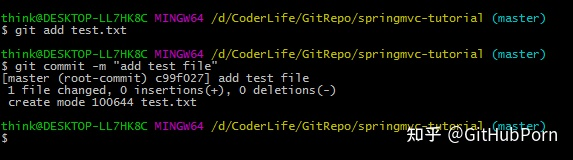 think@DESKTOP-LL7HK8C MINGW64 /d/CoderLife/GitRepo/springmvc-tutorial (master)
$ git add test.txt
think@DESKTOP-LL7HK8C MINGW64 /d/CoderLife/GitRepo/springmvc-tutorial (master)
$ git commit -m "add test file"
[master (root-commit) c99f027] add test file
 1 file changed, 0 insertions(+), 0 deletions(-)
 create mode 100644 test.txt
think@DESKTOP-LL7HK8C MINGW64 /d/CoderLife/GitRepo/springmvc-tutorial (master)
$
知乎 @GitHubPorn